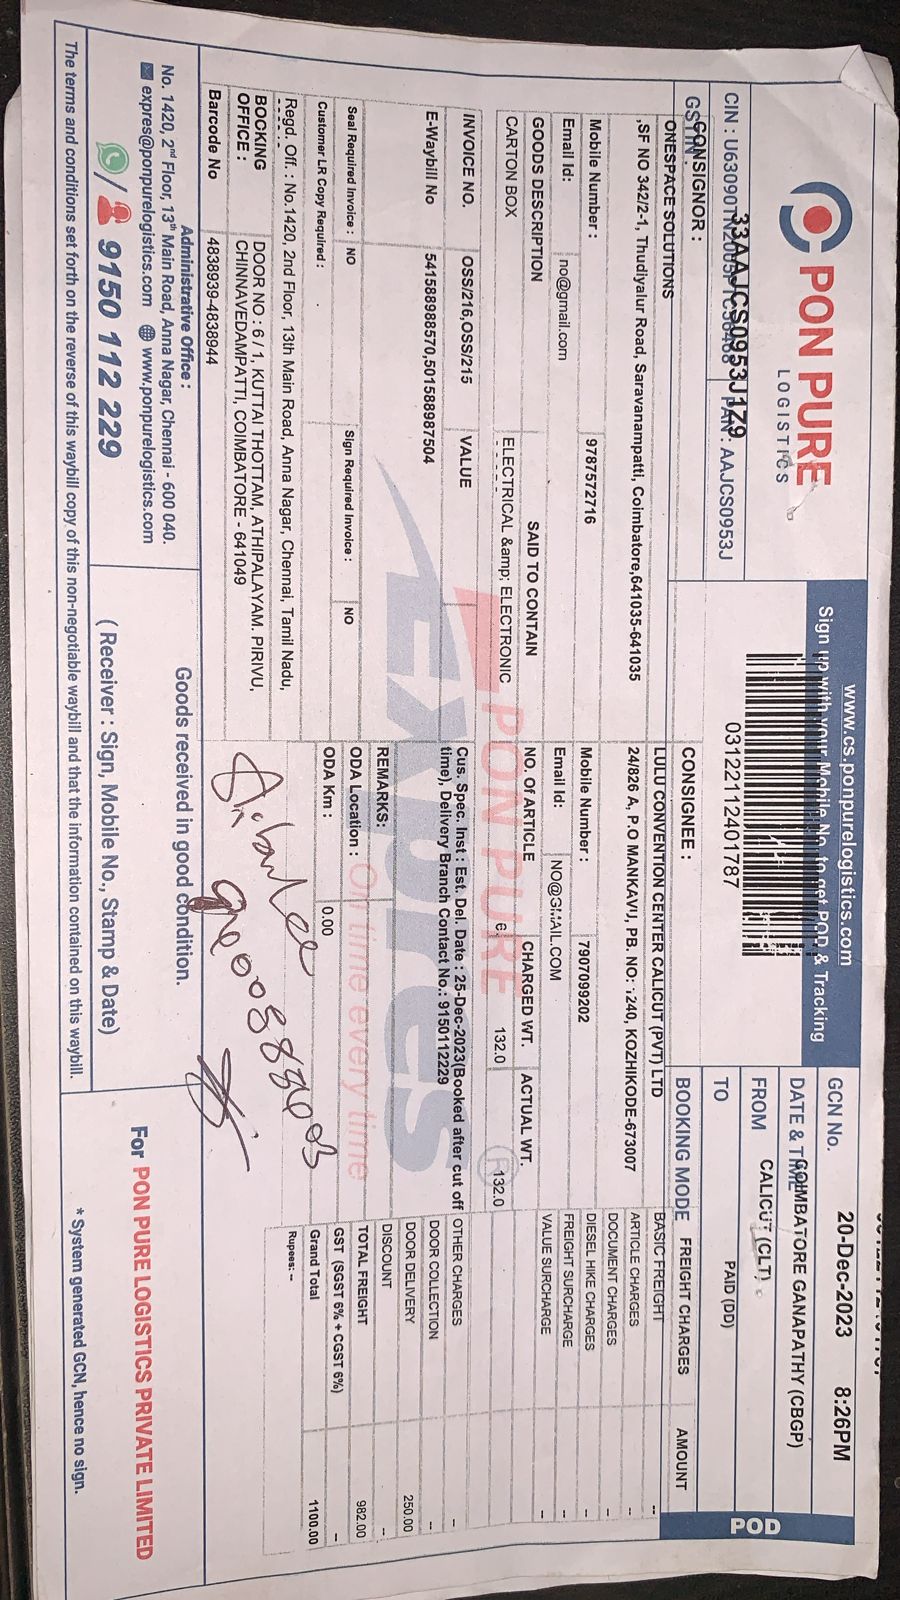 PON PURE
LOGISTICS
CIN : PAN : AAJCS0953J
33AAJCS0953J1Z9
GSTIN
www.cs.ponpurelogistics.com
Sign up with your Mobile No. to get POD & Tracking
03122112401787
GCN No.
DATE & TIME 20-Dec-2023 8:26PM
FROM COIMBATORE GANAPATHY (CBGP)
TO CALICUT (CLT)
PAID (DD)
POD
CONSIGNOR :
ONESPACE SOLUTIONS
,SF NO 342/2-1, Thudiyalur Road, Saravanampatti, Coimbatore,641035-641035
Mobile Number : 9787572716
Email Id: no@gmail.com
CONSIGNEE :
LULU CONVENTION CENTER CALICUT (PVT) LTD
24/826 A, P.O MANKAVU, PB. NO: 1240, KOZHIKODE-673007
Mobile Number : 7907099202
Email Id: NO@GMAIL.COM
GOODS DESCRIPTION SAID TO CONTAIN NO. Of ARTICLE CHARGED WT. ACTUAL WT.
CARTON BOX ELECTRICAL &amp; ELECTRONIC 6 132.0 132.0
INVOICE NO. OSS/216,OSS/215 VALUE
E-Waybill No 541588988570,501588987504
Cus. Spec. Inst : Est. Del. Date : 25-Dec-2023(Booked after cut off
time), Delivery Branch Contact No.: 9150112229
Seal Required Invoice : NO Sign Required Invoice : NO
Customer LR Copy Required :
REMARKS:
ODA Location :
ODA Km : 0.00
Regd. Off. : No.1420, 2nd Floor, 13th Main Road, Anna Nagar, Chennai, Tamil Nadu,
BOCKING DOOR NO : 6 / 1, KUTTAI THOTTAM, ATHIPALAYAM. PIRIVU,
OFFICE : CHINNAVEDAMPATTI, COIMBATORE - 641049
Barcode No 4838939-4838944
BOOKING MODE FREIGHT CHARGES AMOUNT
BASIC FREIGHT --
ARTICLE CHARGES --
DOCUMENT CHARGES --
DIESEL HIKE CHARGES --
FREIGHT SURCHARGE --
VALUE SURCHARGE --
OTHER CHARGES --
DOOR COLLECTION --
DOOR DELIVERY 250.00
DISCOUNT --
TOTAL FREIGHT 982.00
GST (SGST 6% + CGST 6%) --
Grand Total 1100.00
Rupees: --
PON PURE
EXPRES
On time every time
Administrative Office :
No. 1420, 2nd Floor, 13th Main Road, Anna Nagar, Chennai - 600 040.
expres@ponpurelogistics.com www.ponpurelogistics.com
/ 9150 112 229
Goods received in good condition.
( Receiver : Sign, Mobile No., Stamp & Date)
For PON PURE LOGISTICS PRIVATE LIMITED
* System generated GCN, hence no sign.
The terms and conditions set forth on the reverse of this waybill copy of this non-negotiable waybill and that the information contained on this waybill.